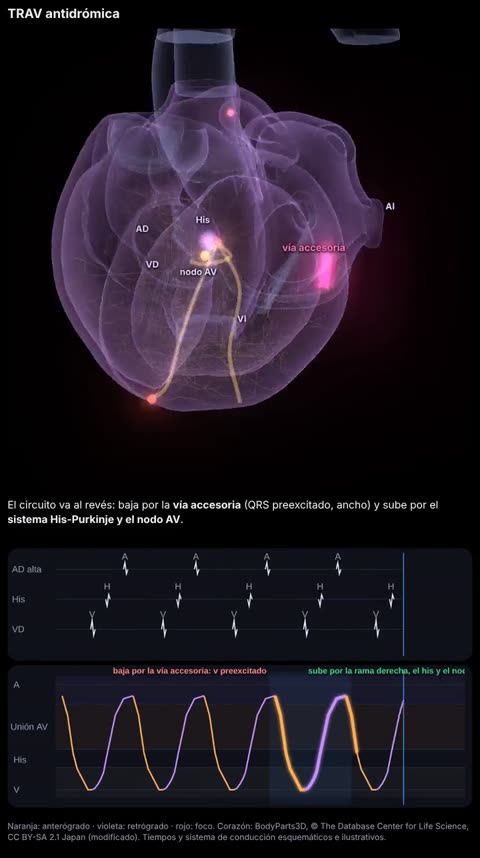 TRAV antidrómica
AI
His
AD
vía accesoria
VD
nodo AV
VI
El circuito va al revés: baja por la vía accesoria (QRS preexcitado, ancho) y sube por el
sistema His-Purkinje y el nodo AV.
A A A A
AD alta
H H H H H
His
V V V V V
VD
baja por la vía accesoria: v preexcitado sube por la rama derecha, el his y el
A
Unión AV
His
V
Naranja: anterógrado · violeta: retrógrado · rojo: foco. Corazón: BodyParts3D, © The Database Center for Life Science,
CC BY-SA 2.1 Japan (modificado). Tiempos y sistema de conducción esquemáticos e ilustrativos.